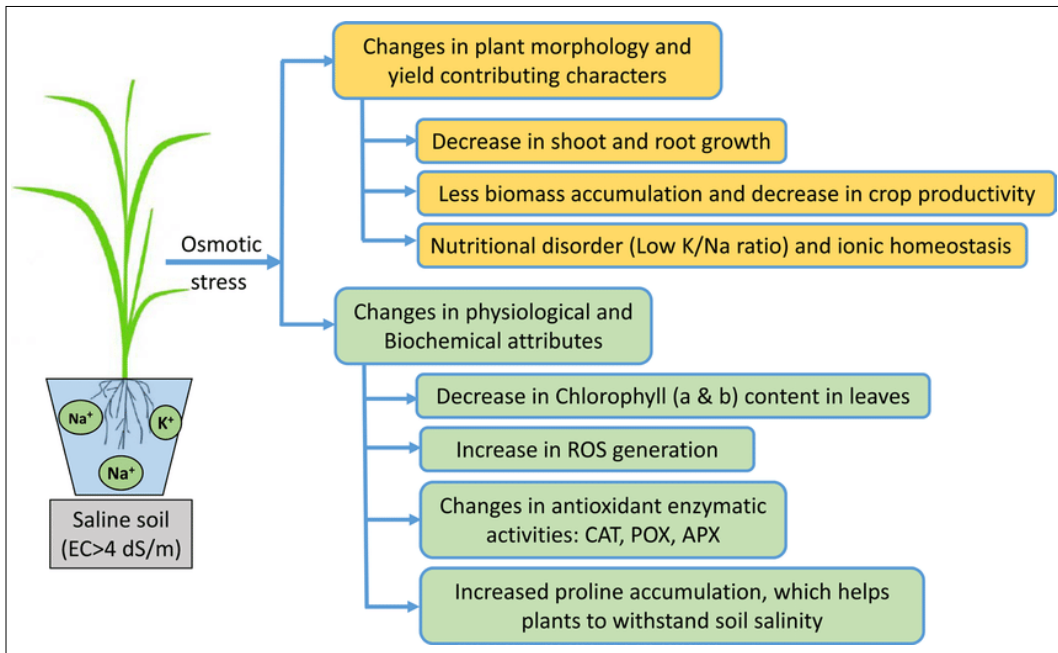 Changes in plant morphology and
yield contributing characters
Decrease in shoot and root growth
Less biomass accumulation and decrease in crop productivity
Nutritional disorder (Low K/Na ratio) and ionic homeostasis
Osmotic
stress
Changes in physiological and
Biochemical attributes
Decrease in Chlorophyll (a & b) content in leaves
Increase in ROS generation
Changes in antioxidant enzymatic
activities: CAT, POX, APX
Increased proline accumulation, which helps
plants to withstand soil salinity
Na⁺
K⁺
Na⁺
Saline soil
(EC>4 dS/m)